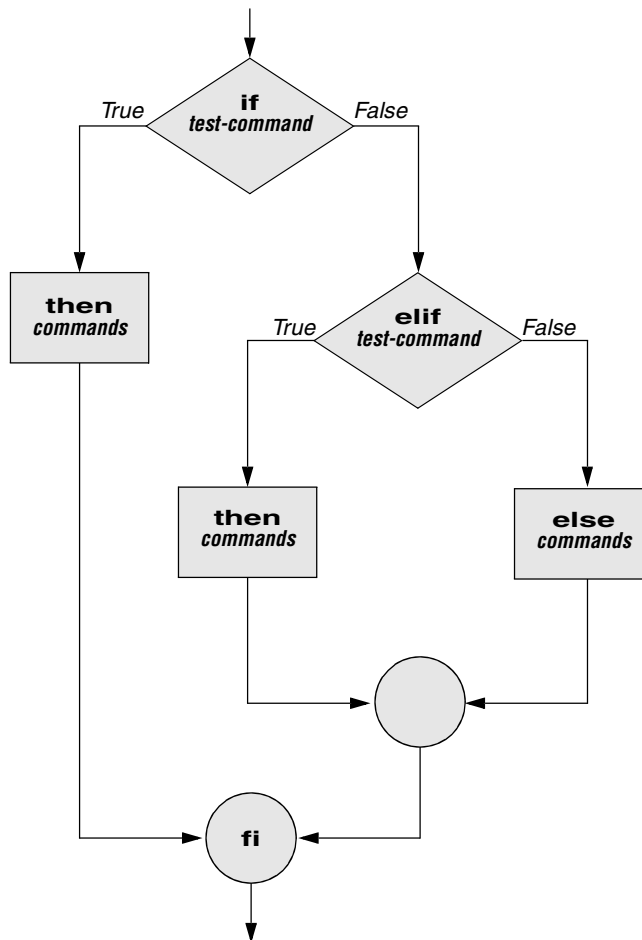 if
test-command
True
False
then
commands
elif
test-command
True
False
then
commands
else
commands
fi